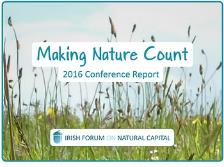 Making Nature Count
2016 Conference Report
IRISH FORUM ON NATURAL CAPITAL